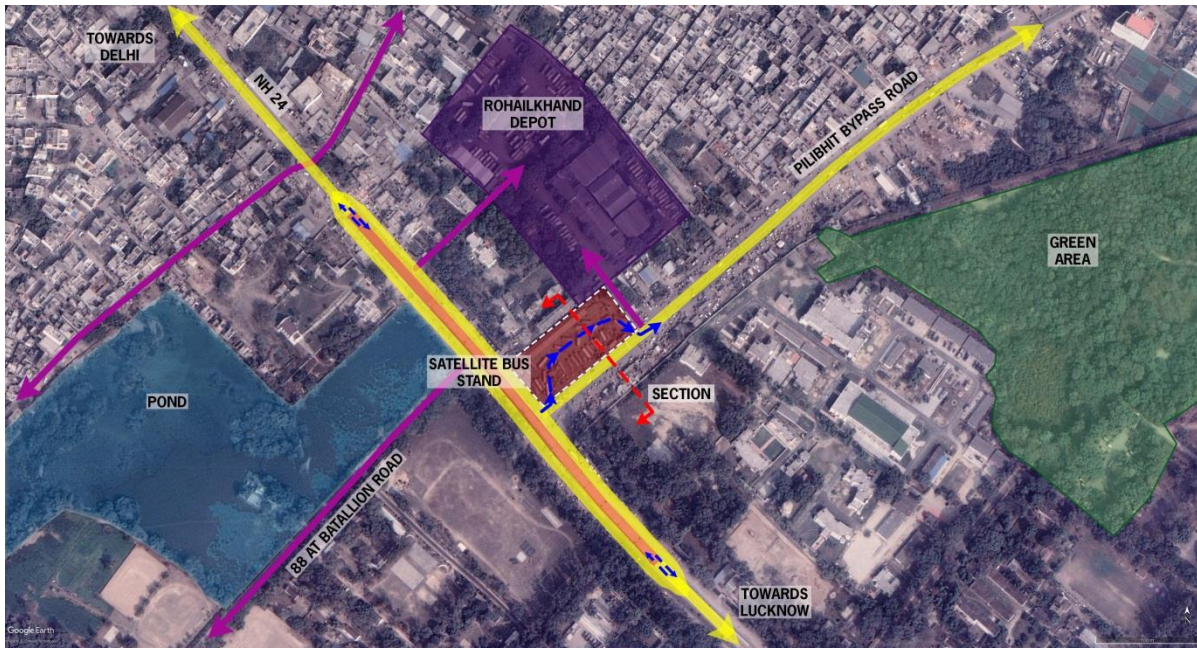 TOWARDS
DELHI
NH 24
ROHAILKHAND
DEPOT
PILIBHIT BYPASS ROAD
GREEN
AREA
SATELLITE BUS
STAND
SECTION
POND
88 AT BATALLION ROAD
TOWARDS
LUCKNOW
Google Earth